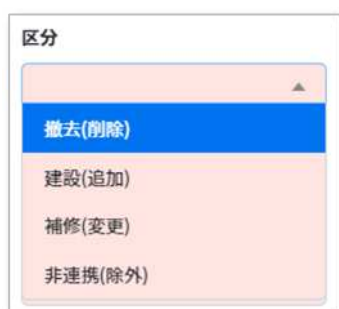 区分
撤去(削除)
建設(追加)
補修(変更)
非連携(除外)